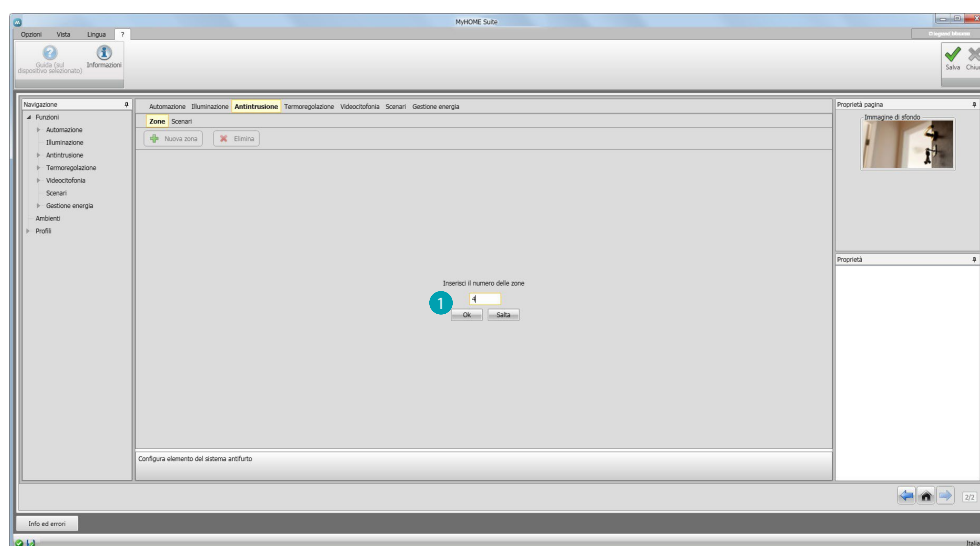 MyHOME Suite
Opzioni Vista Lingua ?
Guida (sul dispositivo selezionato)
Informazioni
Salva Chiu
Navigazione
Funzioni
Automazione
Illuminazione
Antintrusione
Termoregolazione
Videocitofonia
Scenari
Gestione energia
Ambienti
Profili
Automazione Illuminazione Antintrusione Termoregolazione Videocitofonia Scenari Gestione energia
Zone Scenari
Nuova zona Elimina
Inserisci il numero delle zone
1
4
Ok Salta
Configura elemento del sistema antifurto
Proprietà pagina
Immagine di sfondo
Proprietà
2/2
Info ed errori